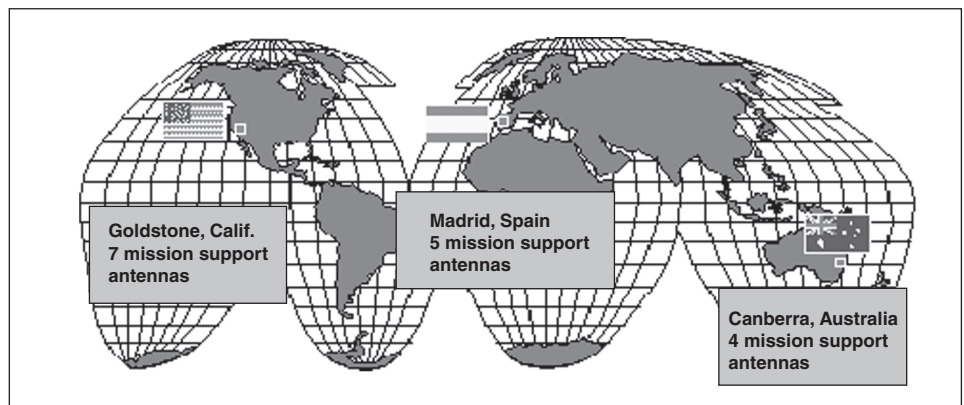 Goldstone, Calif.
7 mission support
antennas
Madrid, Spain
5 mission support
antennas
Canberra, Australia
4 mission support
antennas